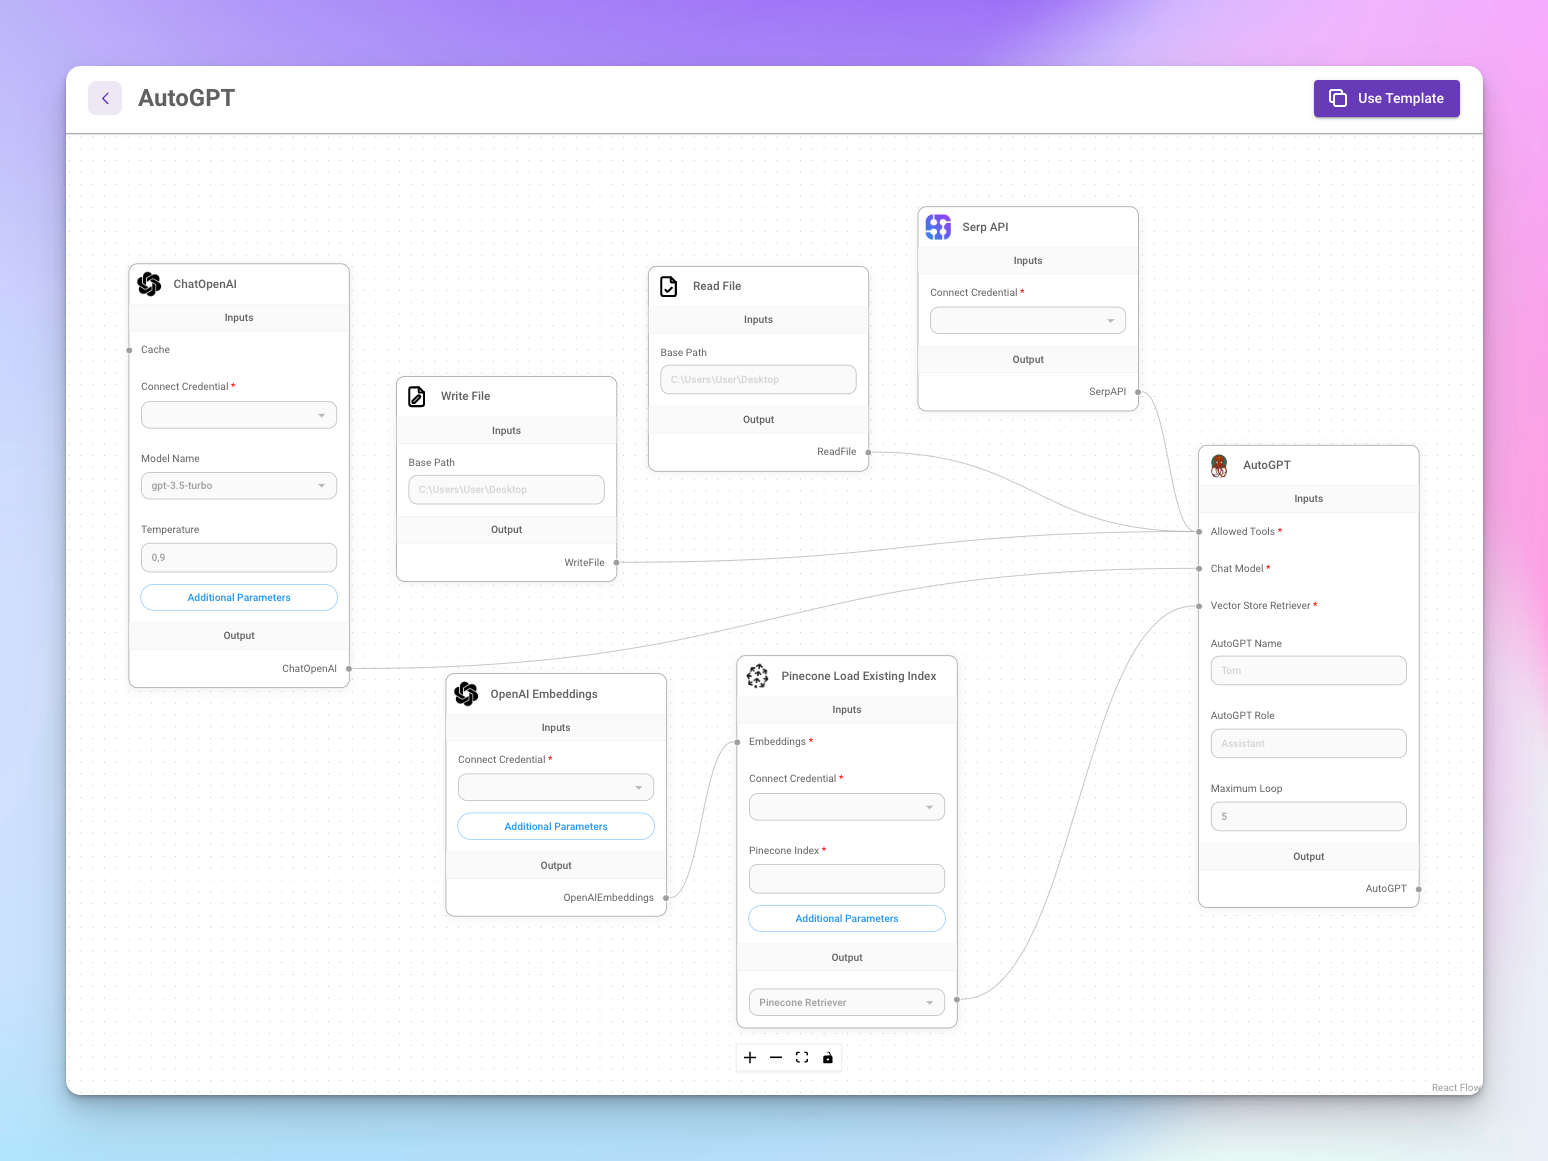 AutoGPT
Use Template
ChatOpenAI
Inputs
Cache
Connect Credential *
Model Name
gpt-3.5-turbo
Temperature
0,9
Additional Parameters
Output
ChatOpenAI
Write File
Inputs
Base Path
C:\Users\User\Desktop
Output
WriteFile
Read File
Inputs
Base Path
C:\Users\User\Desktop
Output
ReadFile
Serp API
Inputs
Connect Credential *
Output
SerpAPI
OpenAI Embeddings
Inputs
Connect Credential *
Additional Parameters
Output
OpenAIEmbeddings
Pinecone Load Existing Index
Inputs
Embeddings *
Connect Credential *
Pinecone Index *
Additional Parameters
Output
Pinecone Retriever
AutoGPT
Inputs
Allowed Tools *
Chat Model *
Vector Store Retriever *
AutoGPT Name
Tom
AutoGPT Role
Assistant
Maximum Loop
5
Output
AutoGPT
React Flow